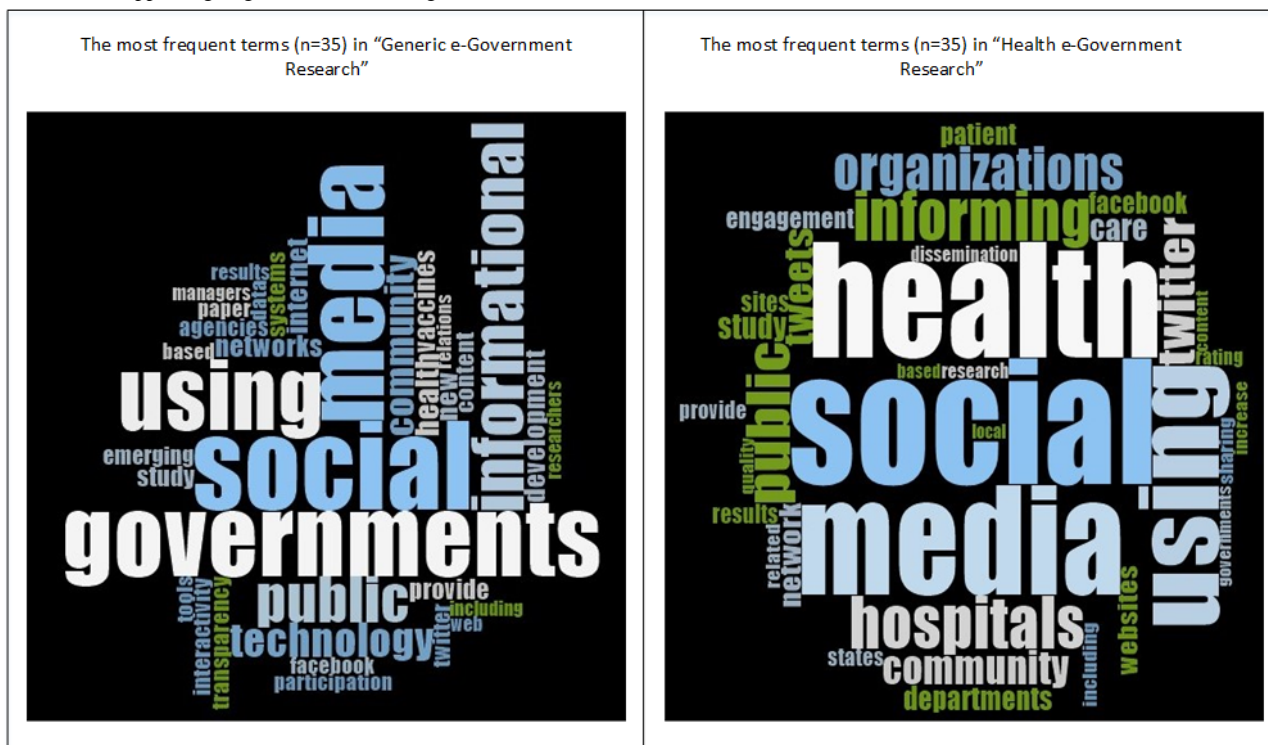 The most frequent terms (n=35) in “Generic e-Government
Research”
media
informational
results
data
systems
internet
community
health
vaccines
managers
paper
agencies
new
relations
content
based
networks
using
development
researchers
emerging
study
social
governments
tools
interactivity
transparency
public
provide
including
technology
twitter
web
facebook
participation
The most frequent terms (n=35) in “Health e-Government
Research”
patient
organizations
informing
facebook
engagement
care
tweets
dissemination
health
twitter
sites
study
content
public
based
research
rating
using
provide
social
local
increase
quality
sharing
results
related
network
media
governments
hospitals
websites
states
community
including
departments